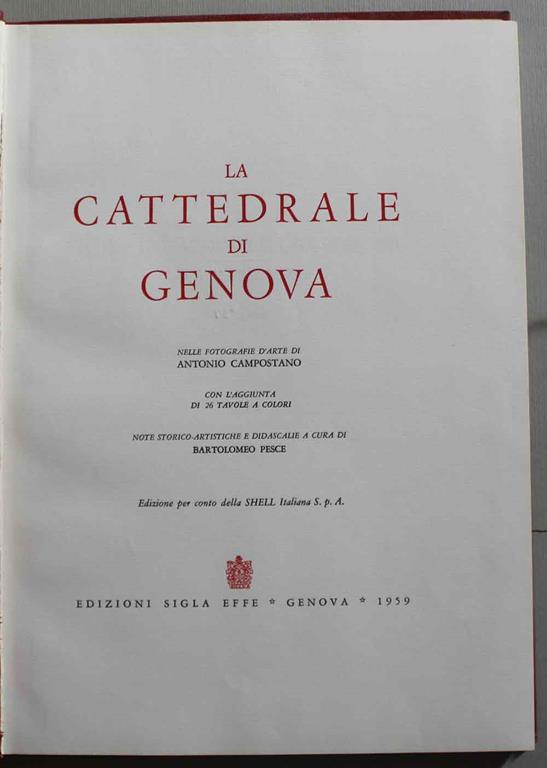 LA
CATTEDRALE
DI
GENOVA
NELLE FOTOGRAFIE D'ARTE DI
ANTONIO CAMPOSTANO
CON L'AGGIUNTA
DI 26 TAVOLE A COLORI
NOTE STORICO-ARTISTICHE E DIDASCALIE A CURA DI
BARTOLOMEO PESCE
Edizione per conto della SHELL Italiana S. p. A.
EDIZIONI SIGLA EFFE * GENOVA * 1959